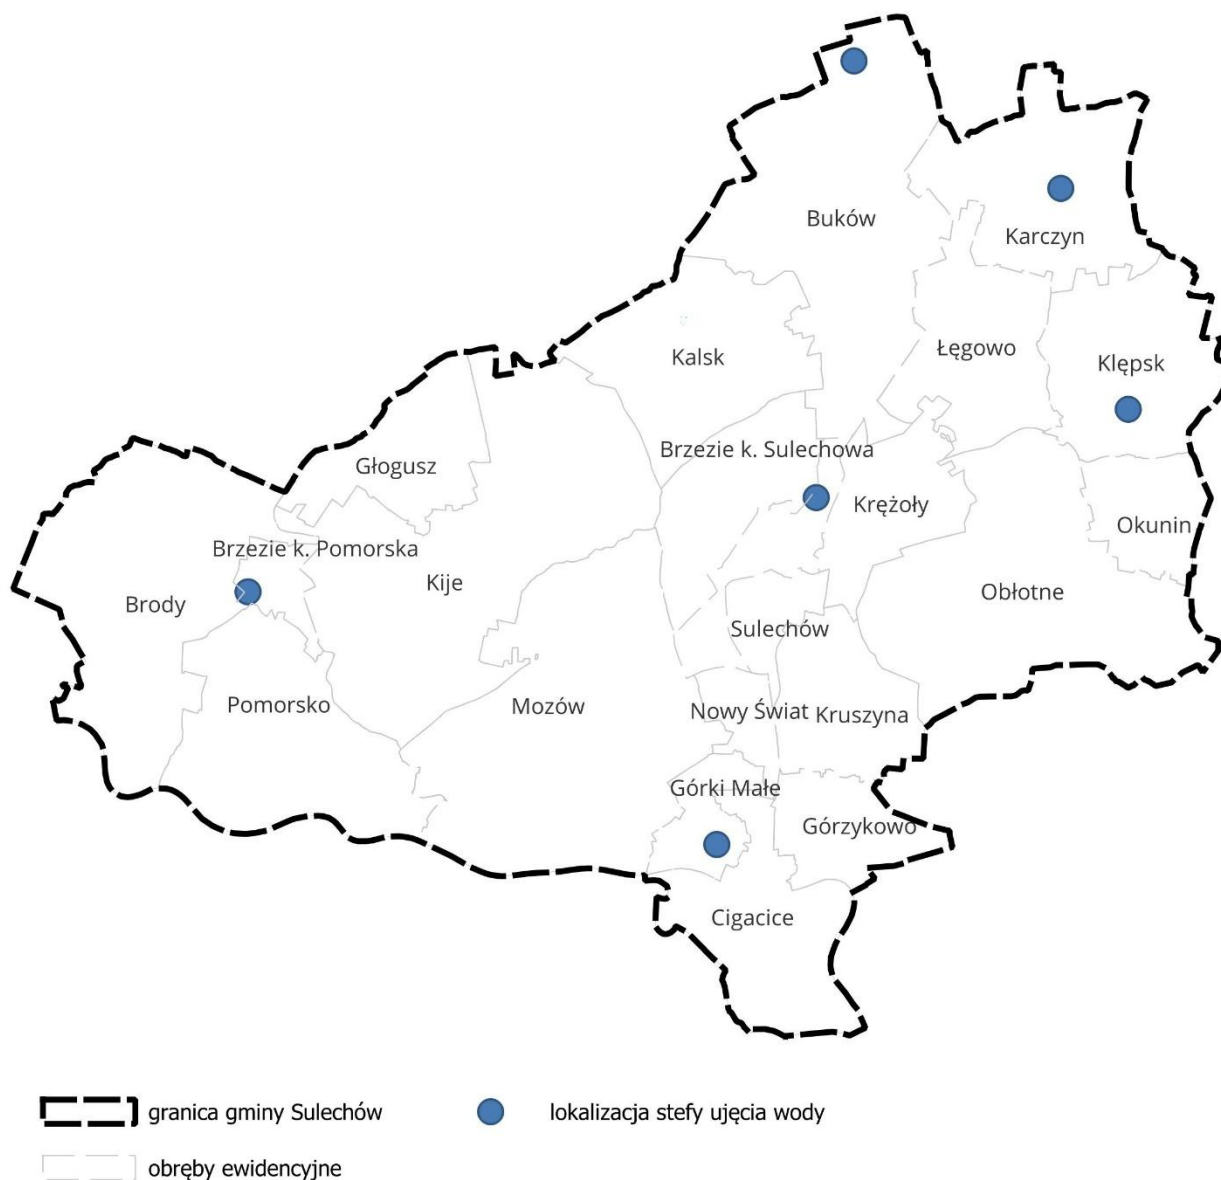 Buków
Karczyn
Kalsk
Łęgowo
Klępsk
Brzezie k. Sulechowa
Głogusz
Krężoły
Okunin
Brzezie k. Pomorska
Kije
Brody
Obłotne
Sulechów
Pomorsko
Mozów
Nowy Świat
Kruszyna
Górki Małe
Górzykowo
Cigacice
granica gminy Sulechów
lokalizacja stefy ujęcia wody
obręby ewidencyjne